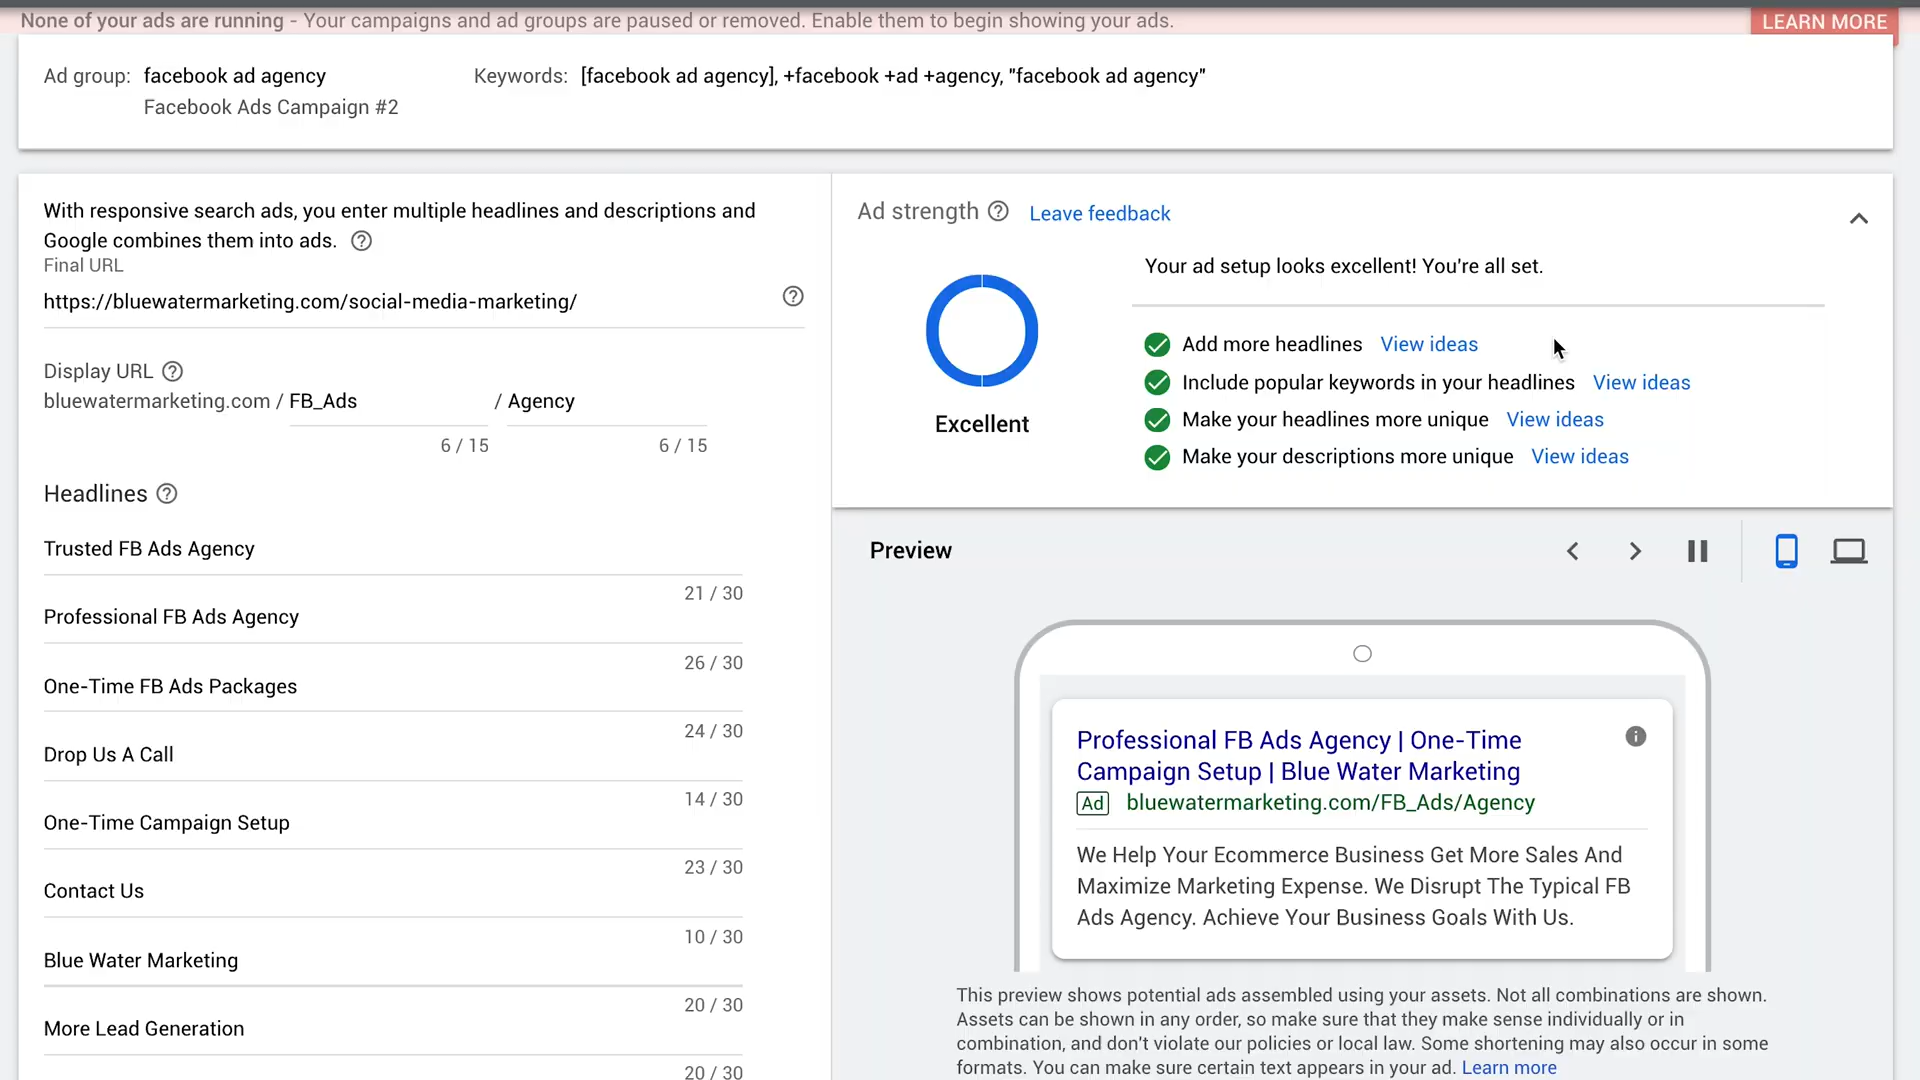 None of your ads are running - Your campaigns and ad groups are paused or removed. Enable them to begin showing your ads.
LEARN MORE
Ad group: facebook ad agency
Facebook Ads Campaign #2
Keywords: [facebook ad agency], +facebook +ad +agency, "facebook ad agency"
With responsive search ads, you enter multiple headlines and descriptions and
Google combines them into ads. ?
Final URL
https://bluewatermarketing.com/social-media-marketing/ ?
Display URL ?
bluewatermarketing.com / FB_Ads / Agency
6 / 15 6 / 15
Headlines ?
Trusted FB Ads Agency
21 / 30
Professional FB Ads Agency
26 / 30
One-Time FB Ads Packages
24 / 30
Drop Us A Call
14 / 30
One-Time Campaign Setup
23 / 30
Contact Us
10 / 30
Blue Water Marketing
20 / 30
More Lead Generation
20 / 30
Ad strength ? Leave feedback
Excellent
Your ad setup looks excellent! You're all set.
Add more headlines View ideas
Include popular keywords in your headlines View ideas
Make your headlines more unique View ideas
Make your descriptions more unique View ideas
Preview
Professional FB Ads Agency | One-Time
Campaign Setup | Blue Water Marketing
Ad bluewatermarketing.com/FB_Ads/Agency
We Help Your Ecommerce Business Get More Sales And
Maximize Marketing Expense. We Disrupt The Typical FB
Ads Agency. Achieve Your Business Goals With Us.
This preview shows potential ads assembled using your assets. Not all combinations are shown.
Assets can be shown in any order, so make sure that they make sense individually or in
combination, and don't violate our policies or local law. Some shortening may also occur in some
formats. You can make sure certain text appears in your ad. Learn more